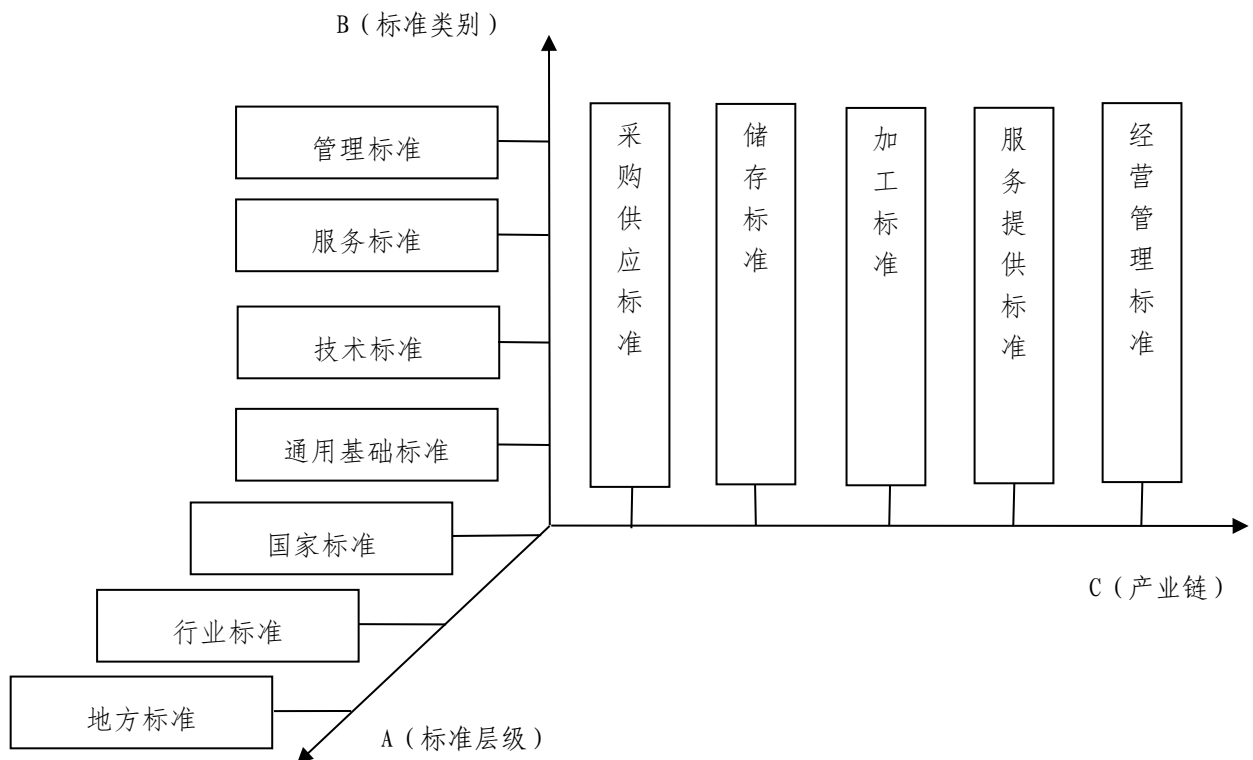 B（标准类别）
管理标准
服务标准
技术标准
通用基础标准
国家标准
行业标准
地方标准
A（标准层级）
采购供应标准
储存标准
加工标准
服务提供标准
经营管理标准
C（产业链）